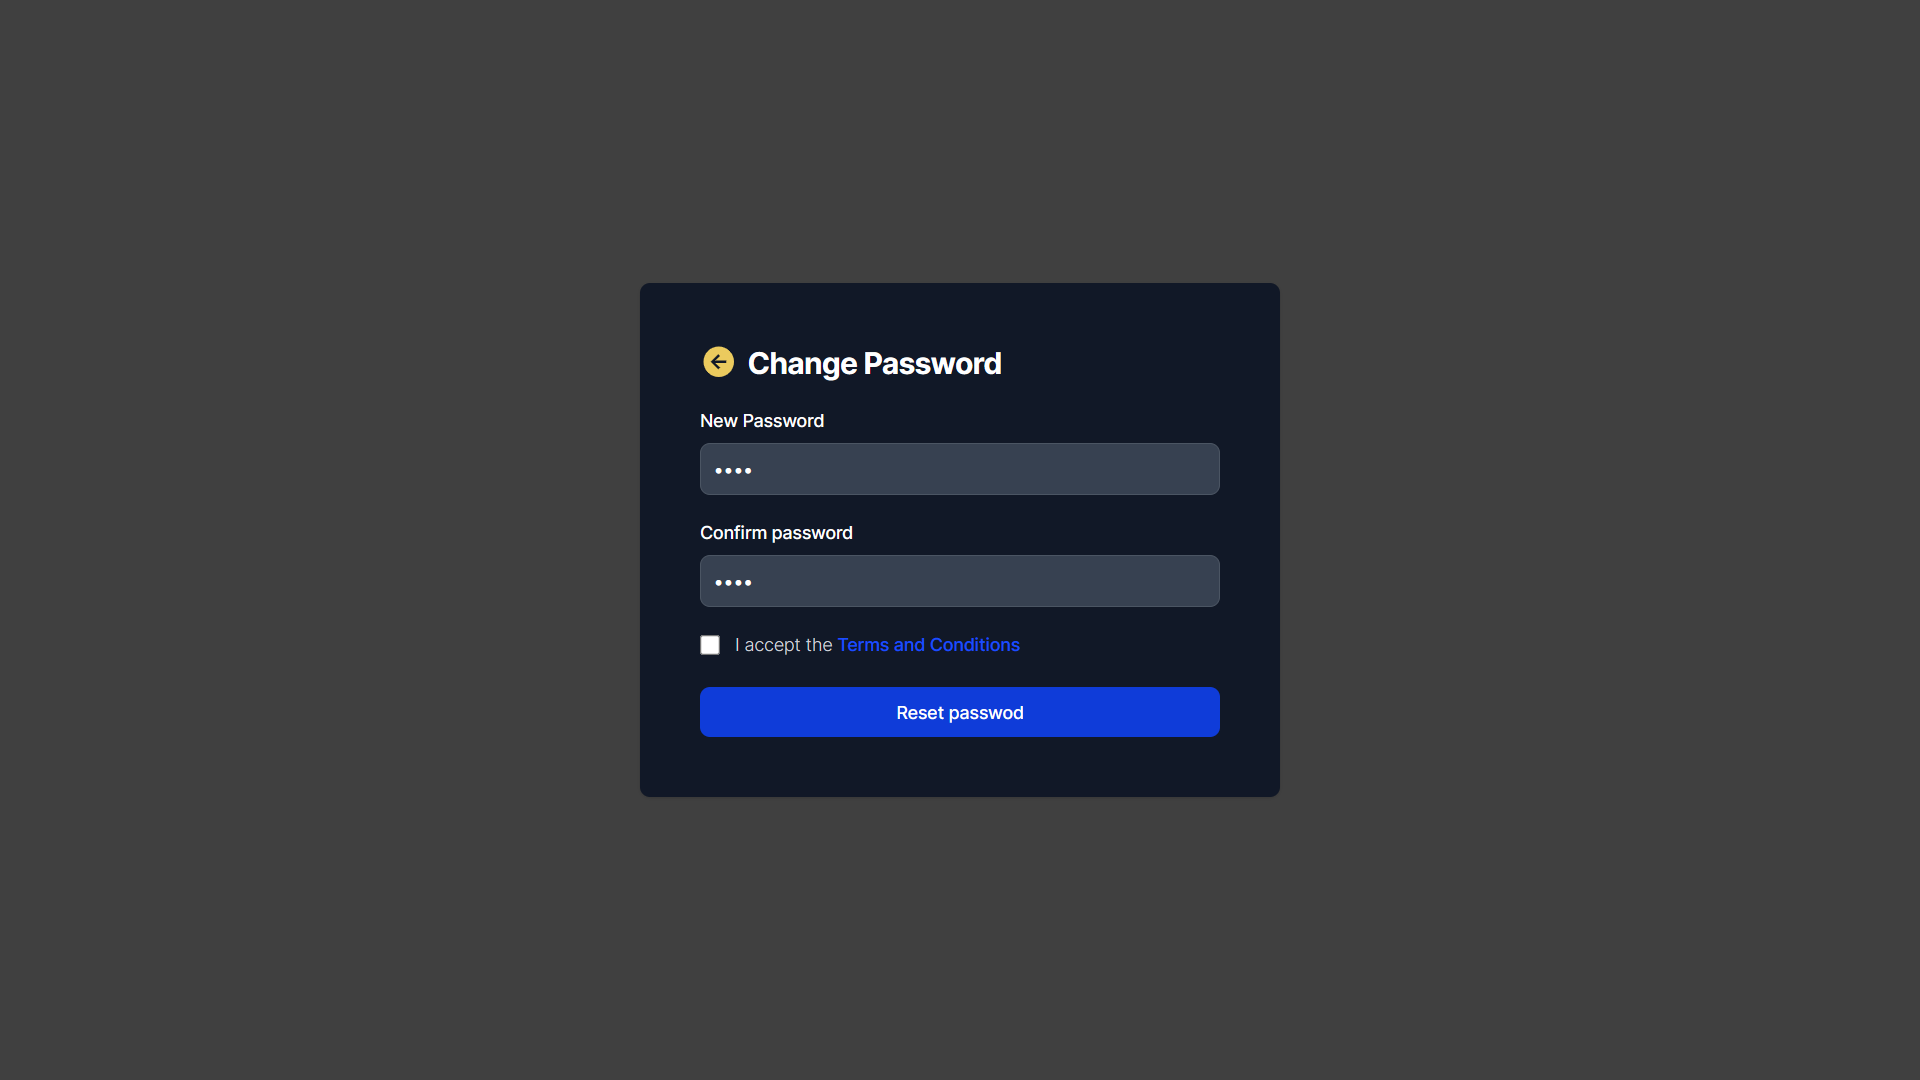 Change Password
New Password
••••
Confirm password
••••
I accept the Terms and Conditions
Reset passwod